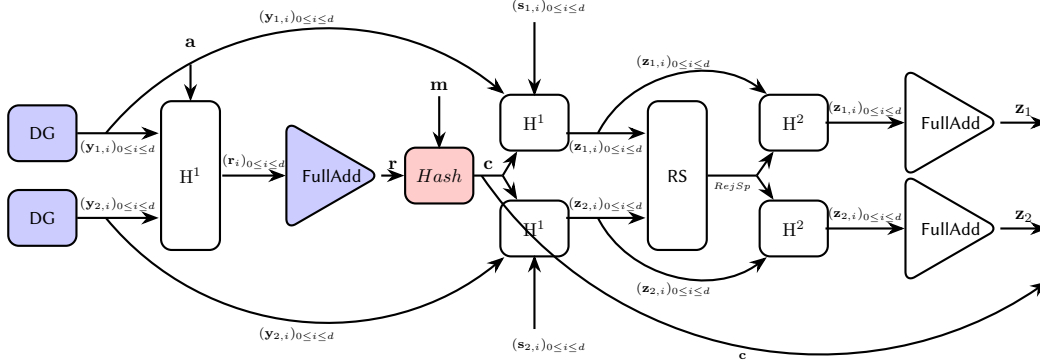 (y₁,ᵢ)₀≤ᵢ≤d
(s₁,ᵢ)₀≤ᵢ≤d
a
(z₁,ᵢ)₀≤ᵢ≤d
m
DG
(y₁,ᵢ)₀≤ᵢ≤d
H¹
(z₁,ᵢ)₀≤ᵢ≤d
H²
(z₁,ᵢ)₀≤ᵢ≤d
FullAdd
z₁
H¹
(rᵢ)₀≤ᵢ≤d
FullAdd
r
Hash
c
RS
RejSp
DG
(y₂,ᵢ)₀≤ᵢ≤d
H¹
(z₂,ᵢ)₀≤ᵢ≤d
H²
(z₂,ᵢ)₀≤ᵢ≤d
FullAdd
z₂
(z₂,ᵢ)₀≤ᵢ≤d
(y₂,ᵢ)₀≤ᵢ≤d
(s₂,ᵢ)₀≤ᵢ≤d
c